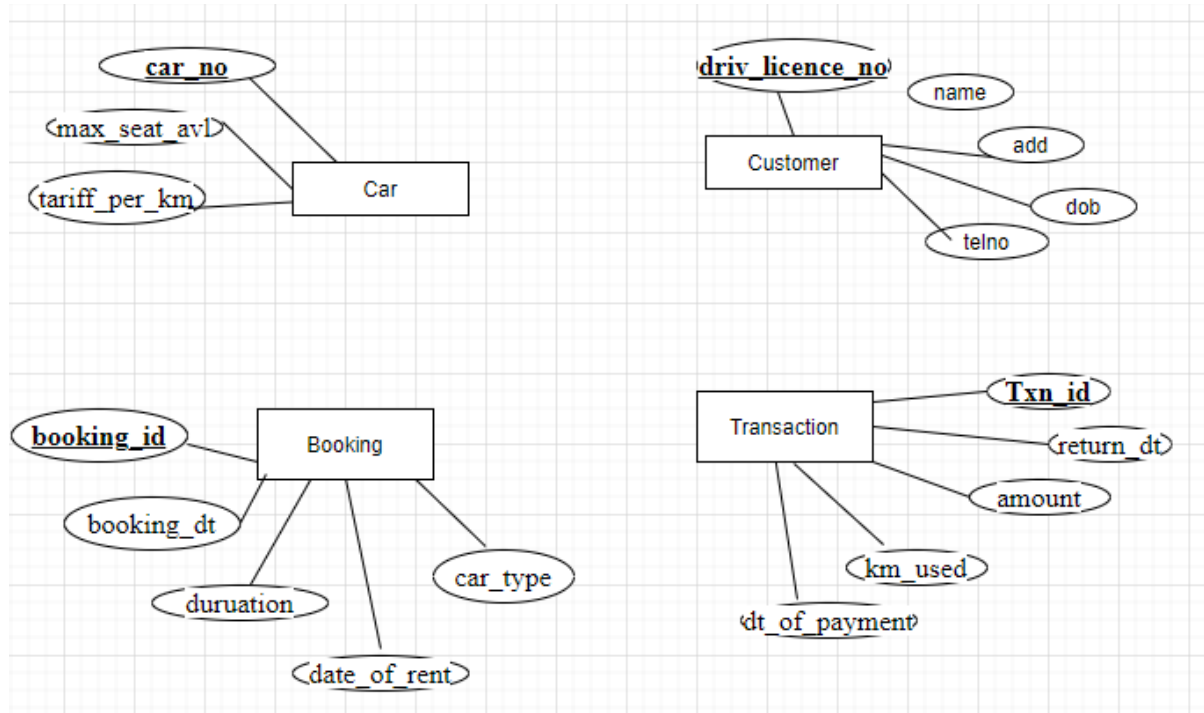 car_no
max_seat_avl
tariff_per_km
Car
driv_licence_no
name
add
dob
telno
Customer
booking_id
Booking
booking_dt
duruation
car_type
date_of_rent
Txn_id
Transaction
return_dt
amount
km_used
dt_of_payment